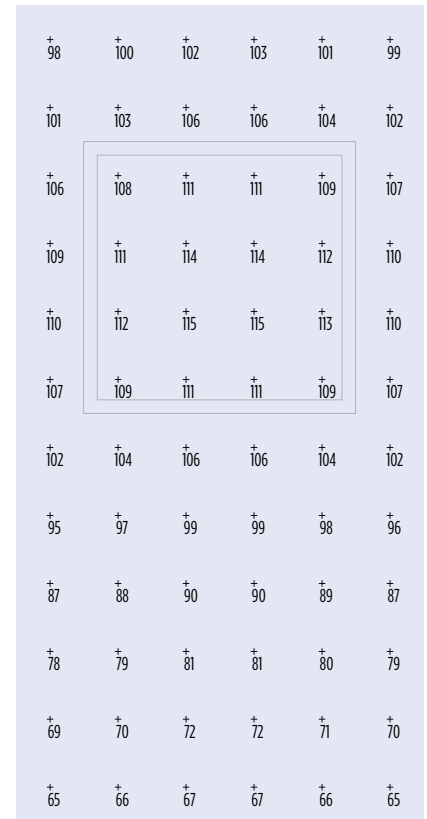 + + + + + +
98 100 102 103 101 99
+ + + + + +
101 103 106 106 104 102
+ + + + + +
106 108 111 111 109 107
+ + + + + +
109 111 114 114 112 110
+ + + + + +
110 112 115 115 113 110
+ + + + + +
107 109 111 111 109 107
+ + + + + +
102 104 106 106 104 102
+ + + + + +
95 97 99 99 98 96
+ + + + + +
87 88 90 90 89 87
+ + + + + +
78 79 81 81 80 79
+ + + + + +
69 70 72 72 71 70
+ + + + + +
65 66 67 67 66 65